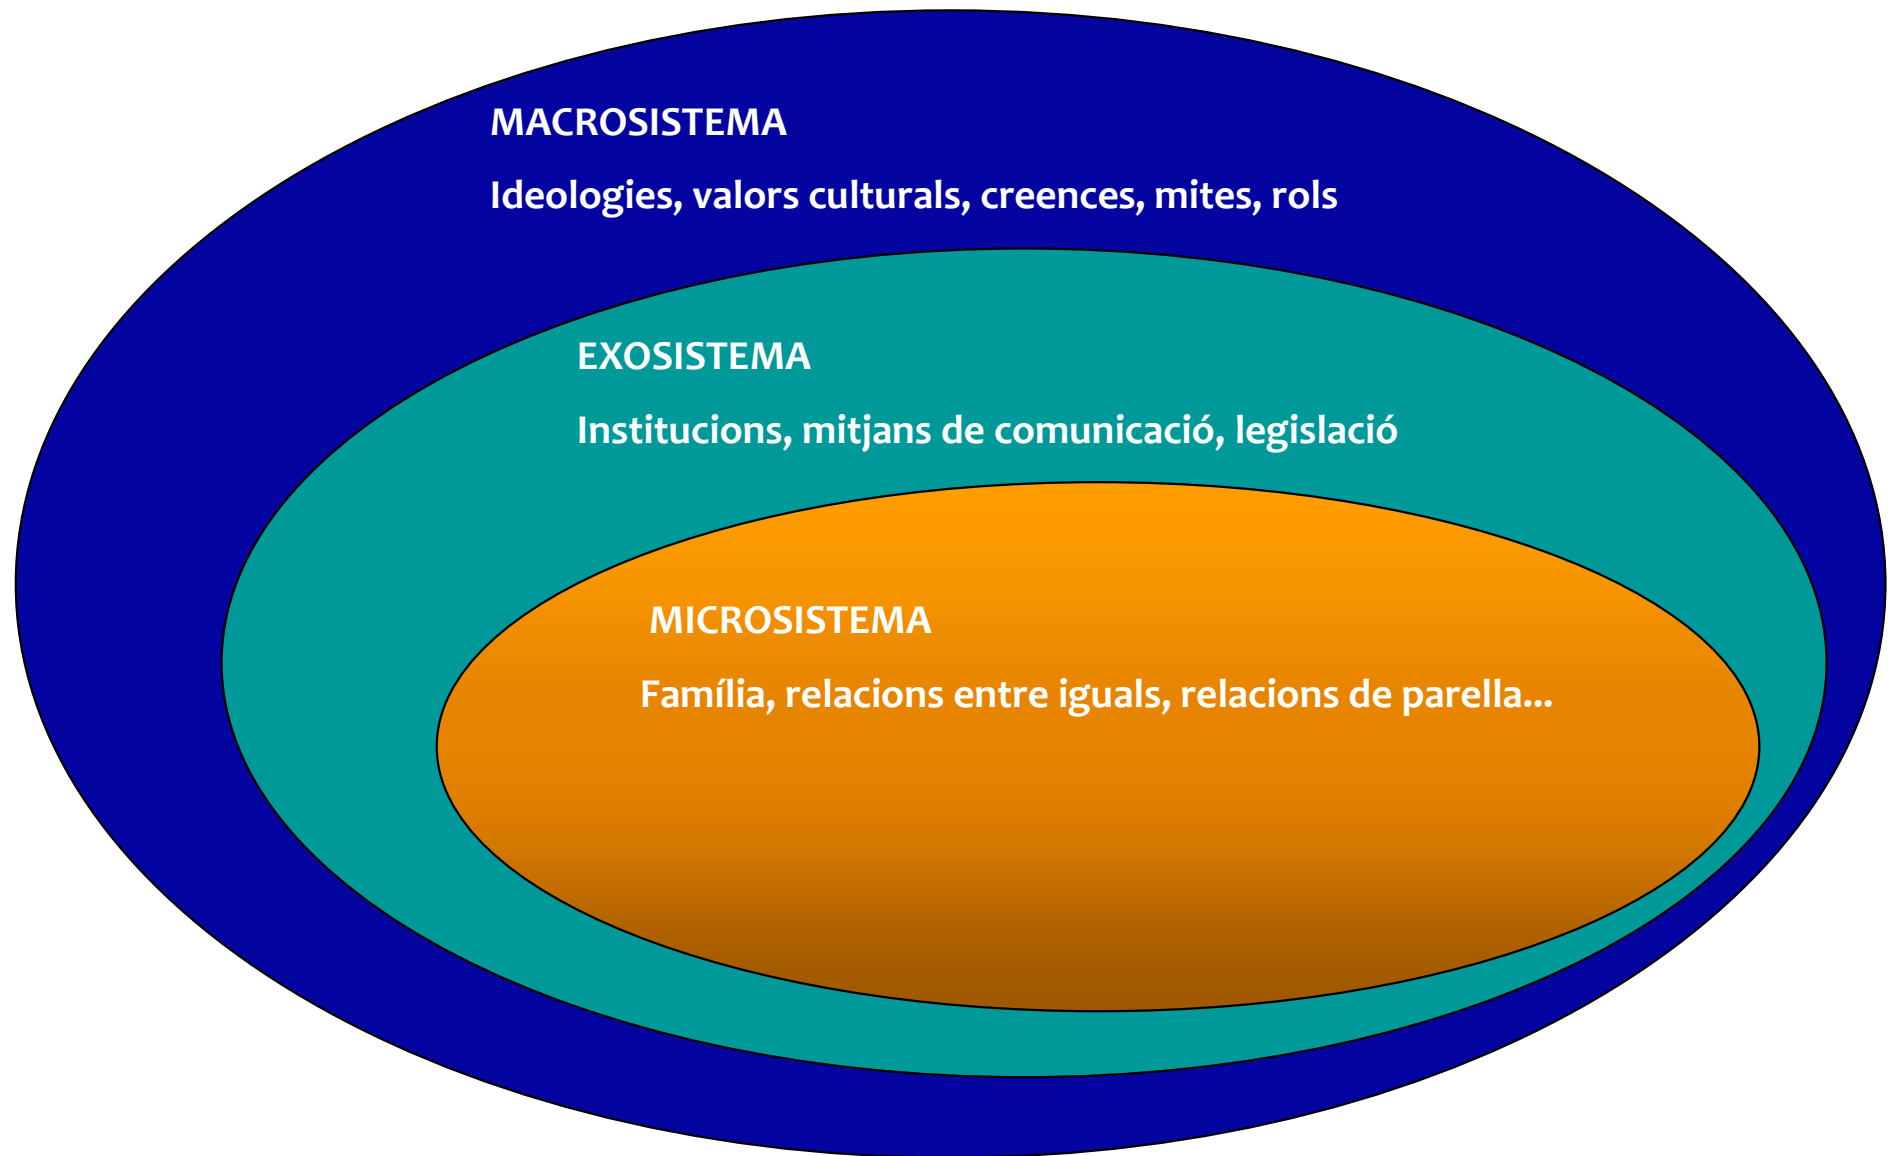 MACROSISTEMA
Ideologies, valors culturals, creences, mites, rols
EXOSISTEMA
Institucions, mitjans de comunicació, legislació
MICROSISTEMA
Família, relacions entre iguals, relacions de parella...